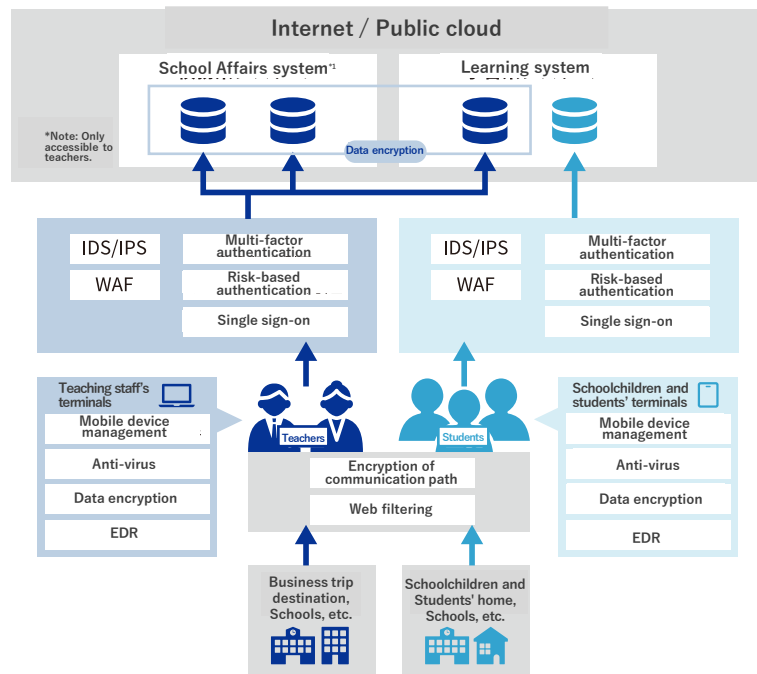 Internet / Public cloud
School Affairs system*1
Learning system
*Note: Only
accessible to
teachers.
Data encryption
IDS/IPS
WAF
Multi-factor
authentication
Risk-based
authentication
Single sign-on
IDS/IPS
WAF
Multi-factor
authentication
Risk-based
authentication
Single sign-on
Teaching staff's
terminals
Mobile device
management
Anti-virus
Data encryption
EDR
Teachers
Students
Schoolchildren and
students' terminals
Mobile device
management
Anti-virus
Data encryption
EDR
Encryption of
communication path
Web filtering
Business trip
destination,
Schools, etc.
Schoolchildren and
Students' home,
Schools, etc.